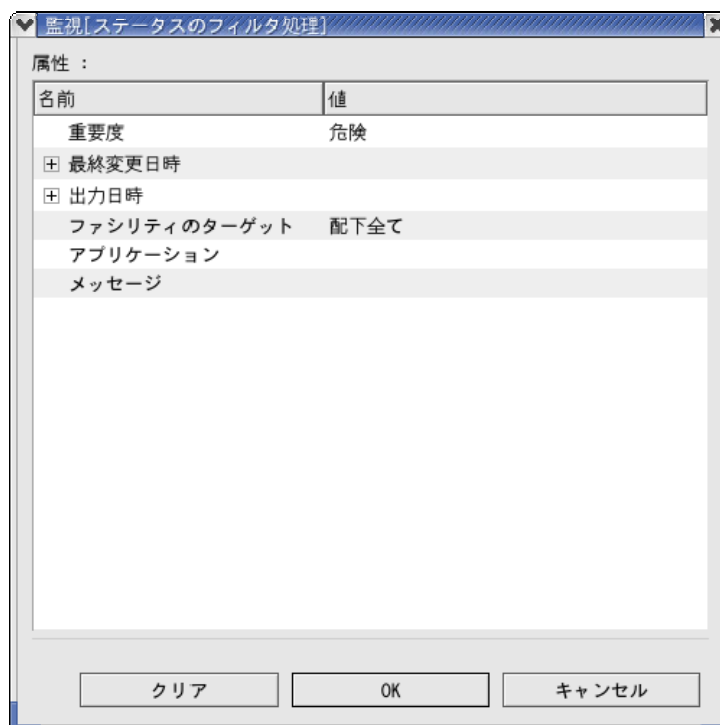 監視[ステータスのフィルタ処理]
属性 :
名前 値
重要度 危険
最終変更日時
出力日時
ファシリティのターゲット 配下全て
アプリケーション
メッセージ
クリア OK キャンセル